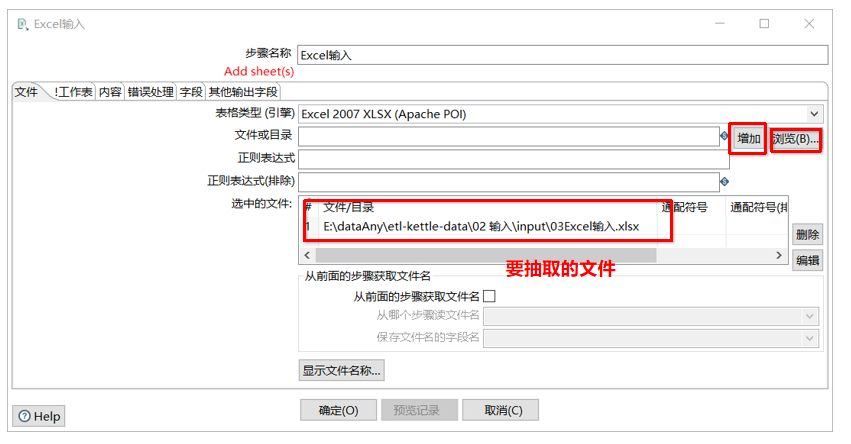 Excel输入
步骤名称 Excel输入
Add sheet(s)
文件 !工作表 内容 错误处理 字段 其他输出字段
表格类型 (引擎) Excel 2007 XLSX (Apache POI)
文件或目录 增加 浏览(B)...
正则表达式
正则表达式(排除)
选中的文件: # 文件/目录 通配符号 通配符号(排
1 E:\dataAny\etl-kettle-data\02 输入\input\03Excel输入.xlsx
删除
编辑
要抽取的文件
从前面的步骤获取文件名
从前面的步骤获取文件名
从哪个步骤读文件名
保存文件名的字段名
显示文件名称...
Help 确定(O) 预览记录 取消(C)